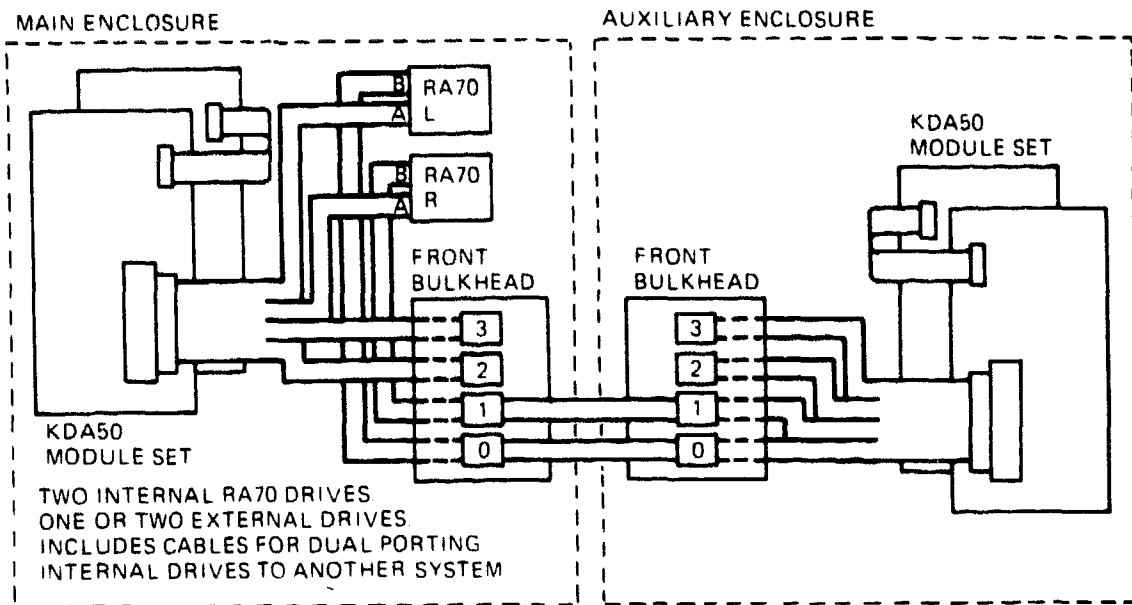 MAIN ENCLOSURE
B RA70
A L
B RA70
A R
FRONT
BULKHEAD
3
2
1
0
KDA50
MODULE SET
TWO INTERNAL RA70 DRIVES
ONE OR TWO EXTERNAL DRIVES
INCLUDES CABLES FOR DUAL PORTING
INTERNAL DRIVES TO ANOTHER SYSTEM
AUXILIARY ENCLOSURE
KDA50
MODULE SET
FRONT
BULKHEAD
3
2
1
0